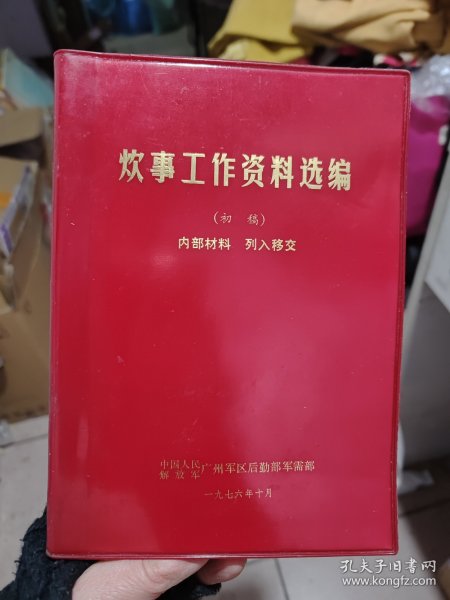 炊事工作资料选编
（初稿）
内部材料 列入移交
中国人民解放军广州军区后勤部军需部
一九七六年十月
孔夫子旧书网
www.kongfz.com